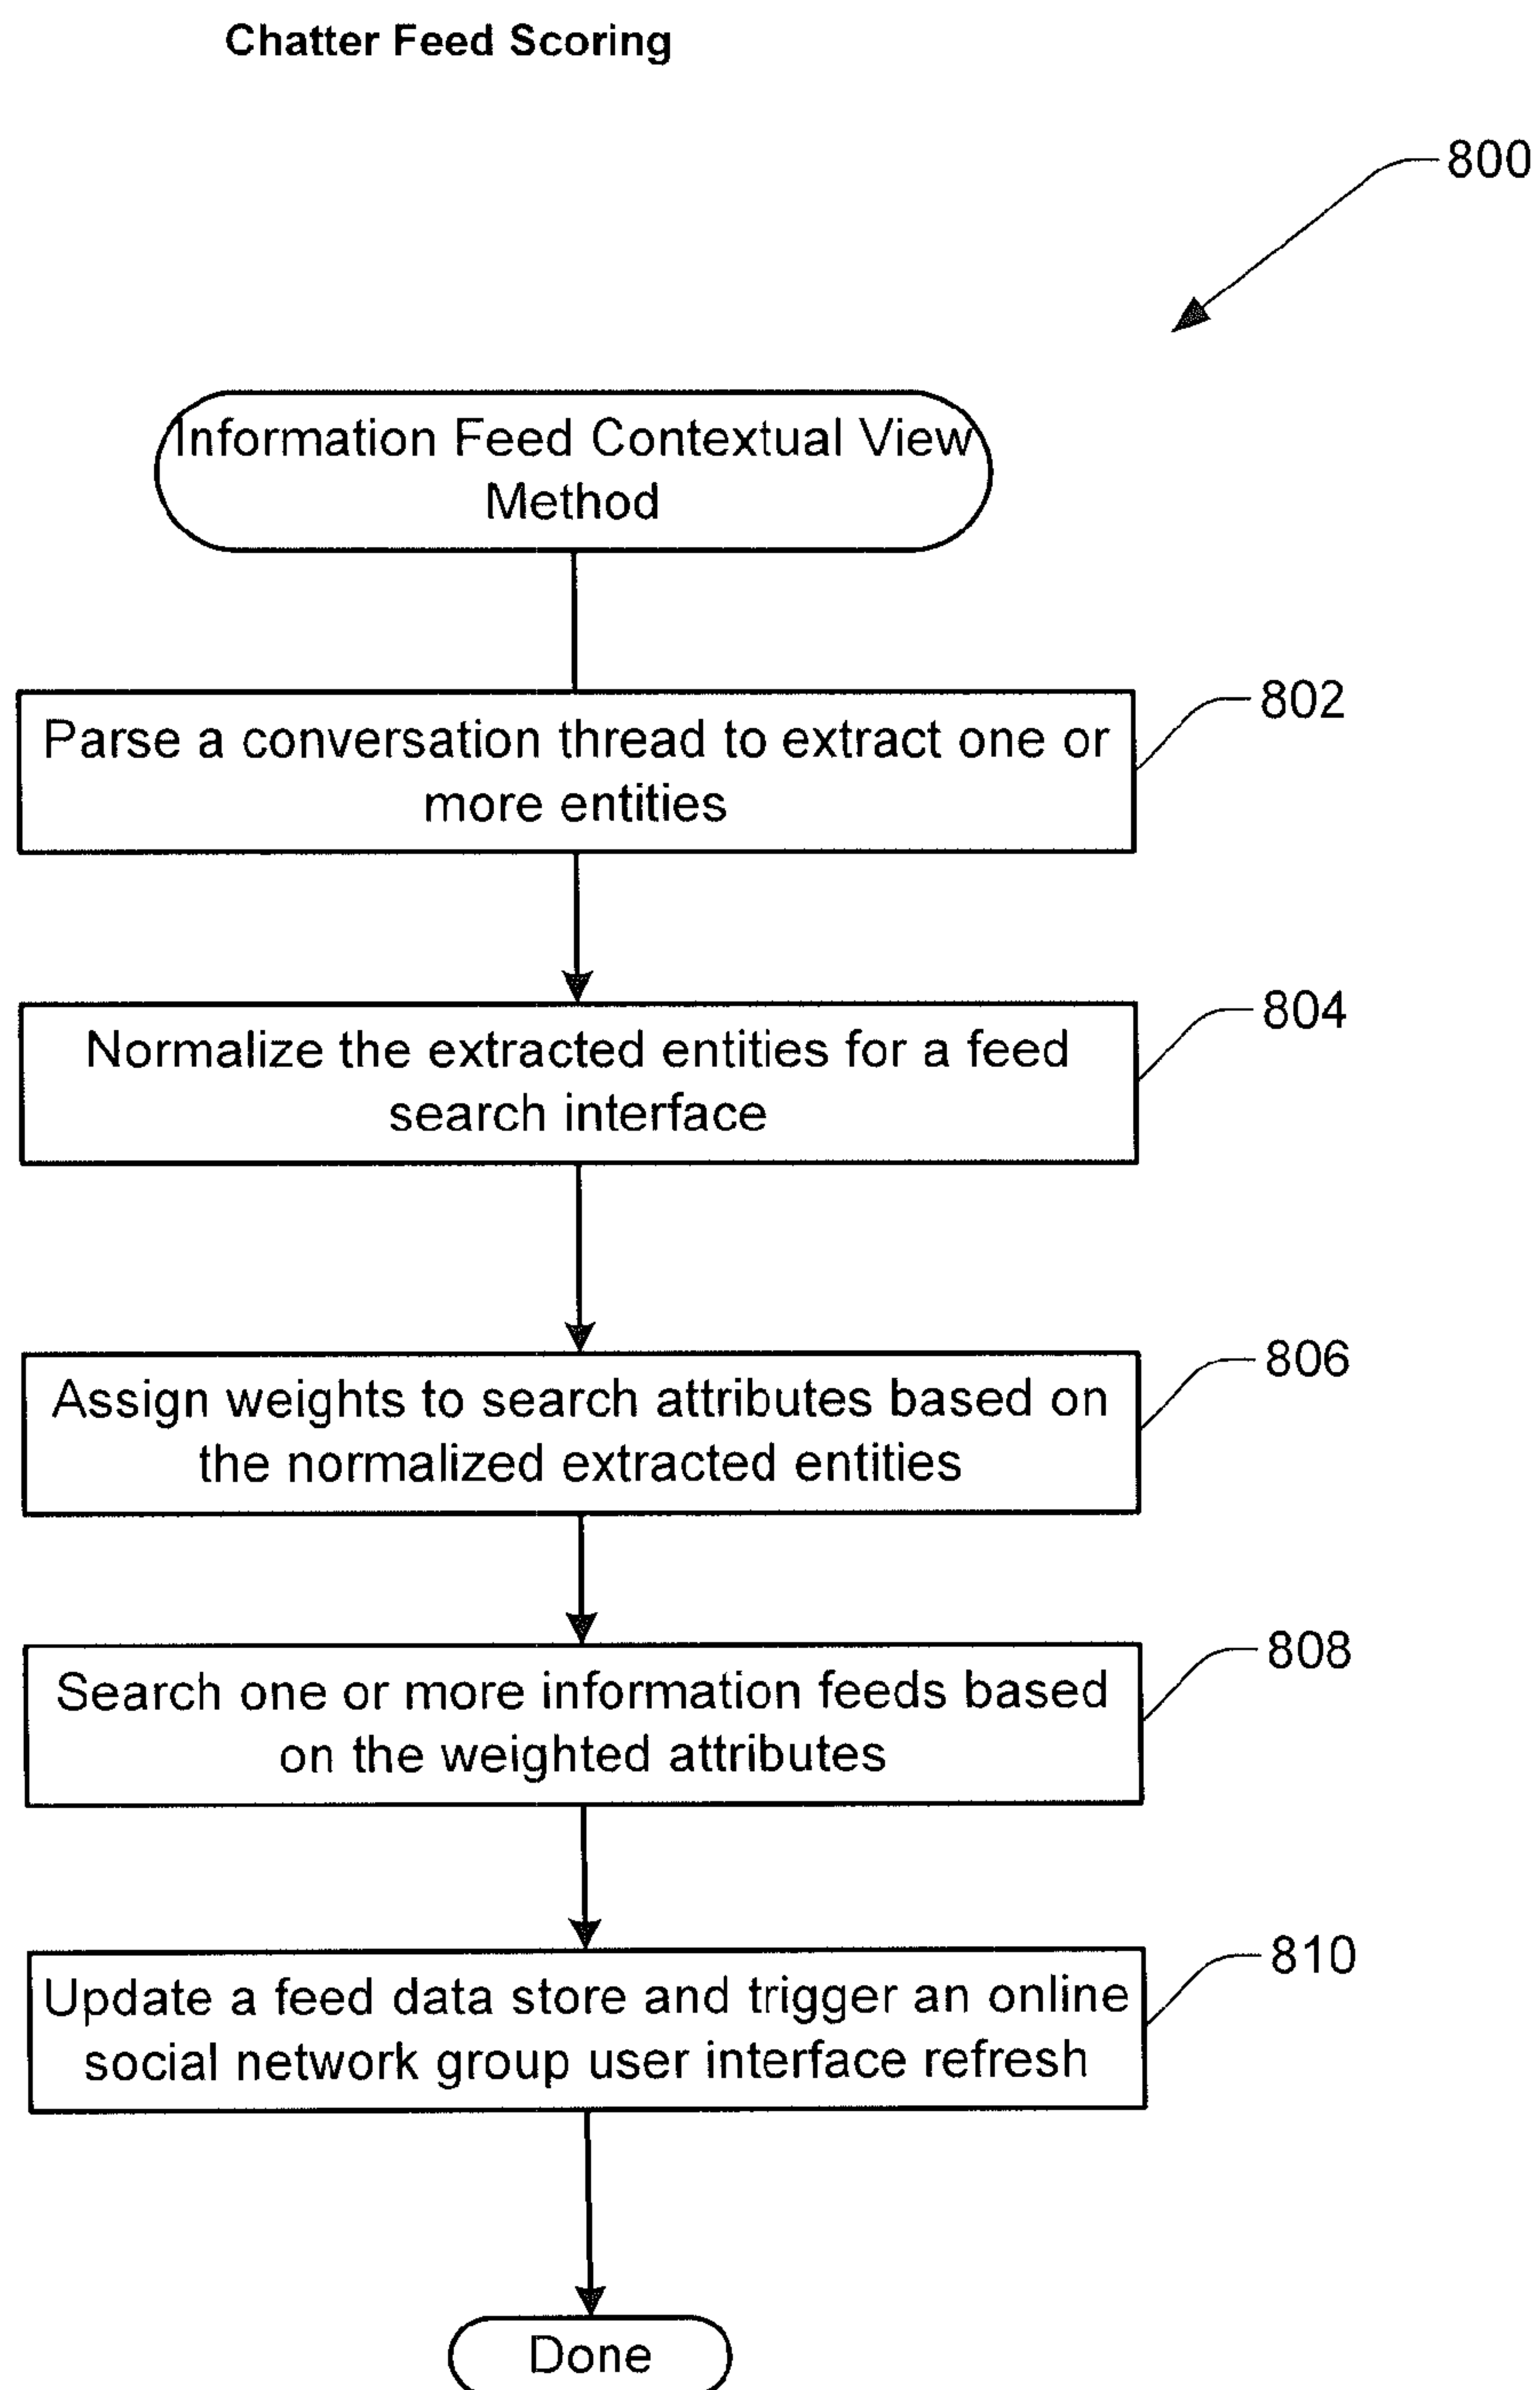 Chatter Feed Scoring
800
Information Feed Contextual View
Method
802
Parse a conversation thread to extract one or
more entities
804
Normalize the extracted entities for a feed
search interface
806
Assign weights to search attributes based on
the normalized extracted entities
808
Search one or more information feeds based
on the weighted attributes
810
Update a feed data store and trigger an online
social network group user interface refresh
Done